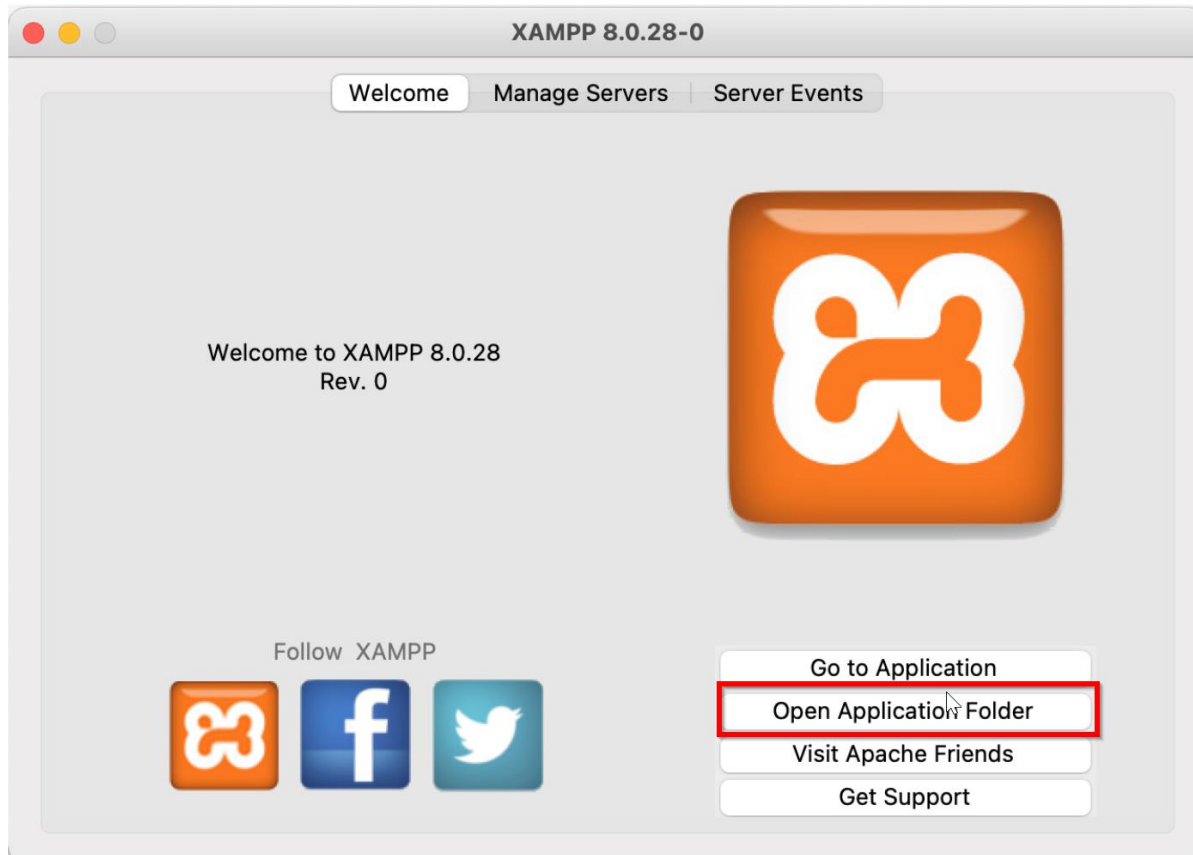 XAMPP 8.0.28-0
Welcome
Manage Servers
Server Events
Welcome to XAMPP 8.0.28
Rev. 0
Follow XAMPP
Go to Application
Open Application Folder
Visit Apache Friends
Get Support